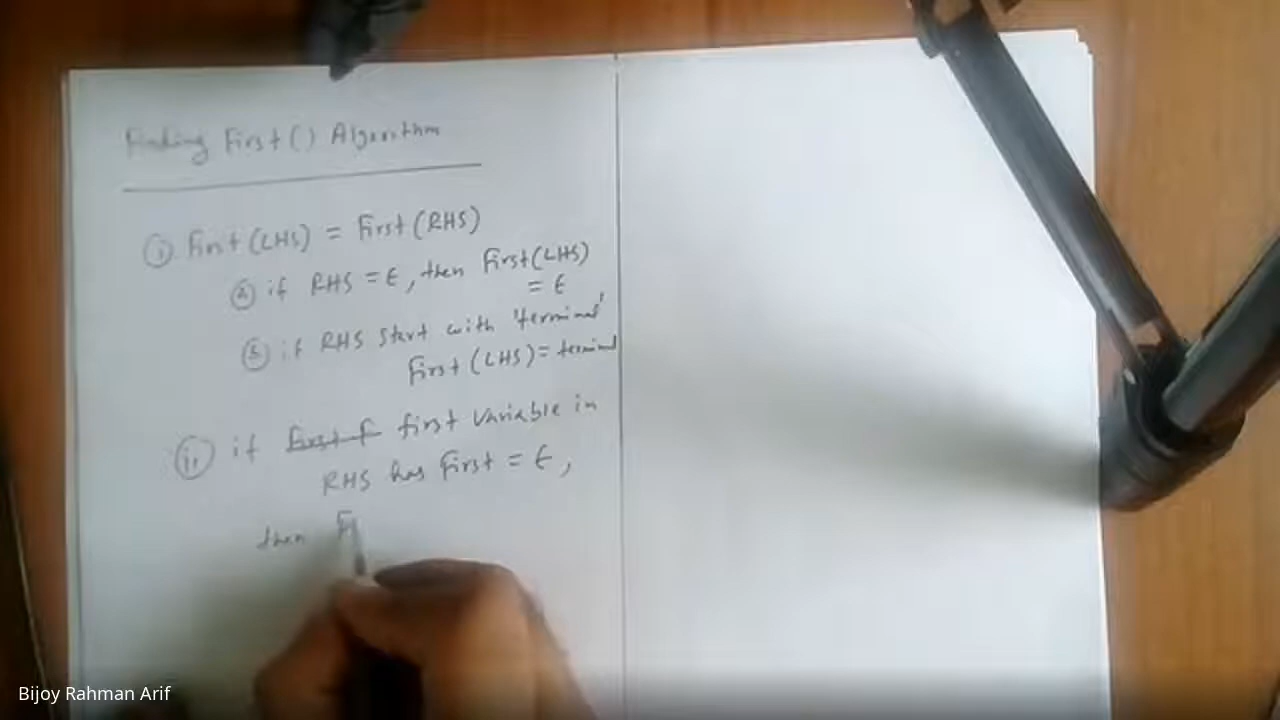 Finding First() Algorithm
(i) First(LHS) = First(RHS)
(a) if RHS = ϵ, then First(LHS)
= ϵ
(b) if RHS start with 'terminal'
First(LHS) = terminal
(ii) if First F first variable in
RHS has first = ϵ,
then Fi
Bijoy Rahman Arif